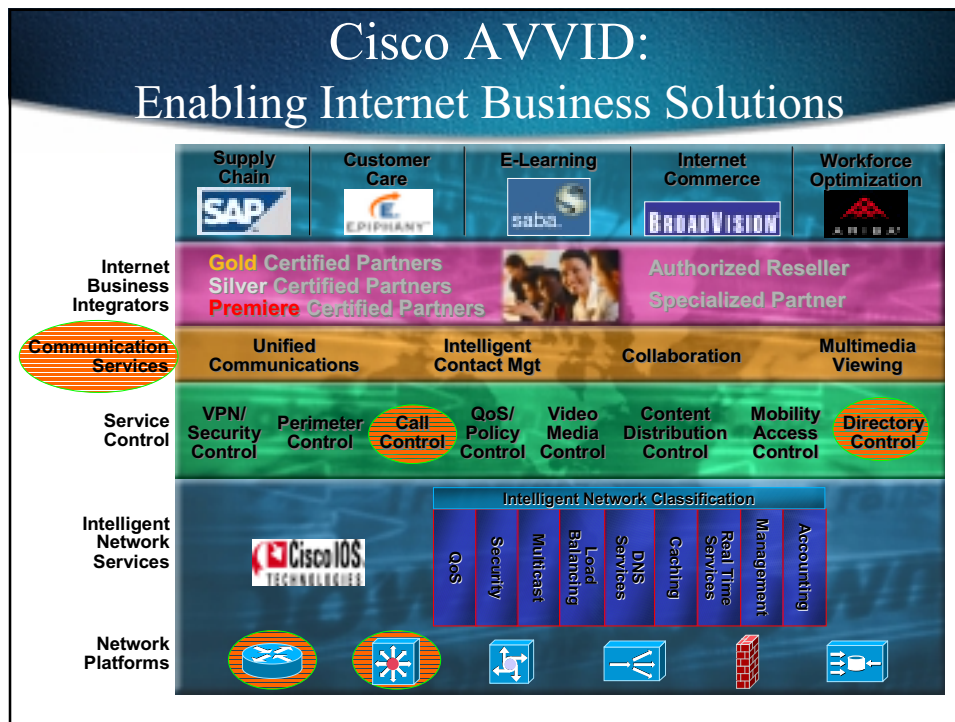 Cisco AVVID:
Enabling Internet Business Solutions
Supply
Chain
SAP
Customer
Care
E.PIPHANY
E-Learning
saba
Internet
Commerce
BROADVISION
Workforce
Optimization
ARIBA
Internet
Business
Integrators
Gold Certified Partners
Silver Certified Partners
Premiere Certified Partners
Authorized Reseller
Specialized Partner
Communication
Services
Unified
Communications
Intelligent
Contact Mgt
Collaboration
Multimedia
Viewing
Service
Control
VPN/
Security
Control
Perimeter
Control
Call
Control
QoS/
Policy
Control
Video
Media
Control
Content
Distribution
Control
Mobility
Access
Control
Directory
Control
Intelligent
Network
Services
Cisco IOS
TECHNOLOGIES
Intelligent Network Classification
QoS
Security
Multicast
Load
Balancing
DNS
Services
Caching
Real Time
Services
Management
Accounting
Network
Platforms